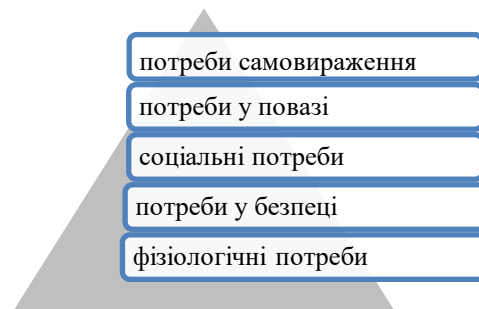 потреби самовираження
потреби у повазі
соціальні потреби
потреби у безпеці
фізіологічні потреби